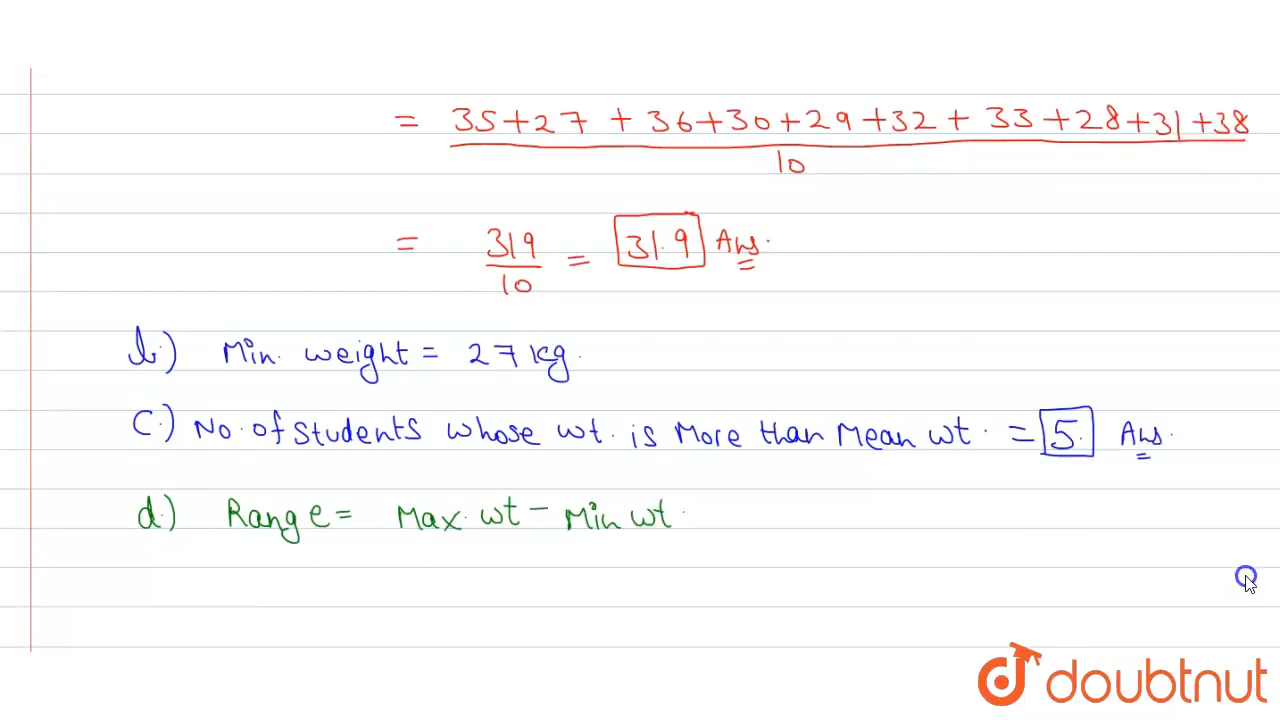 = 35+27 + 36+30+29+32 + 33+28+31+38
10
= 319 = 31.9 Ans.
10
b.) Min. weight = 27 kg.
C.) No. of students whose wt. is More than Mean wt. = 5. Ans.
d.) Range = Max. wt - Min wt.
doubtnut